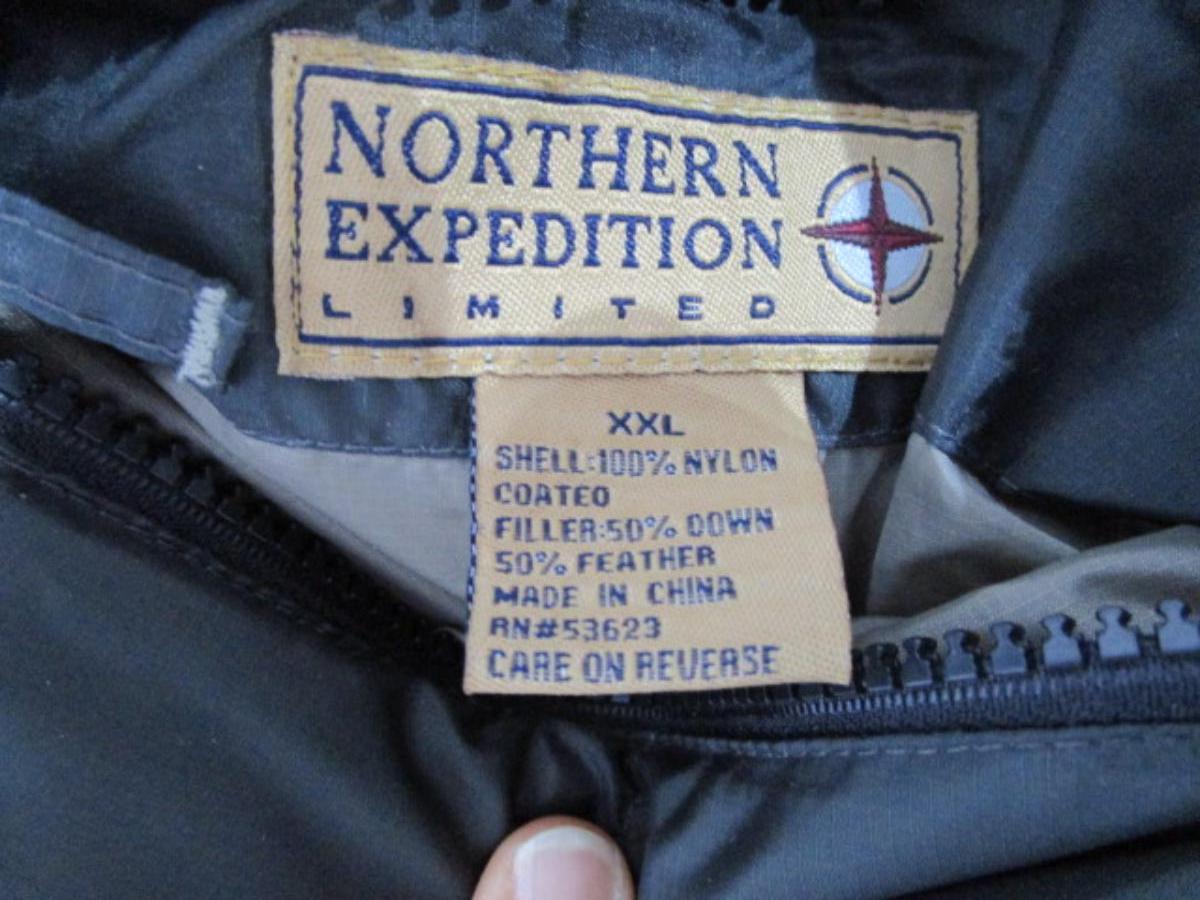 NORTHERN
EXPEDITION
LIMITED
XXL
SHELL:100% NYLON
COATED
FILLER:50% DOWN
50% FEATHER
MADE IN CHINA
RN#53623
CARE ON REVERSE